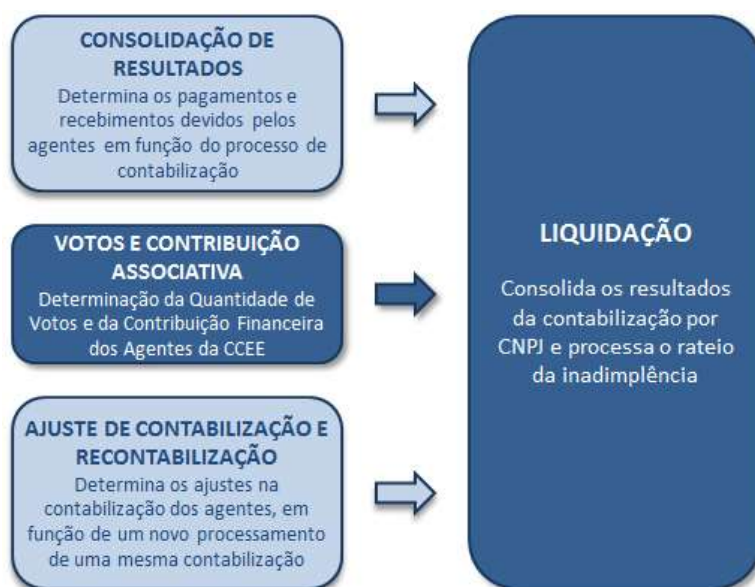 CONSOLIDAÇÃO DE
RESULTADOS
Determina os pagamentos e
recebimentos devidos pelos
agentes em função do processo de
contabilização
VOTOS E CONTRIBUIÇÃO
ASSOCIATIVA
Determinação da Quantidade de
Votos e da Contribuição Financeira
dos Agentes da CCEE
AJUSTE DE CONTABILIZAÇÃO E
RECONTABILIZAÇÃO
Determina os ajustes na
contabilização dos agentes, em
função de um novo processamento
de uma mesma contabilização
LIQUIDAÇÃO
Consolida os resultados
da contabilização por
CNPJ e processa o rateio
da inadimplência